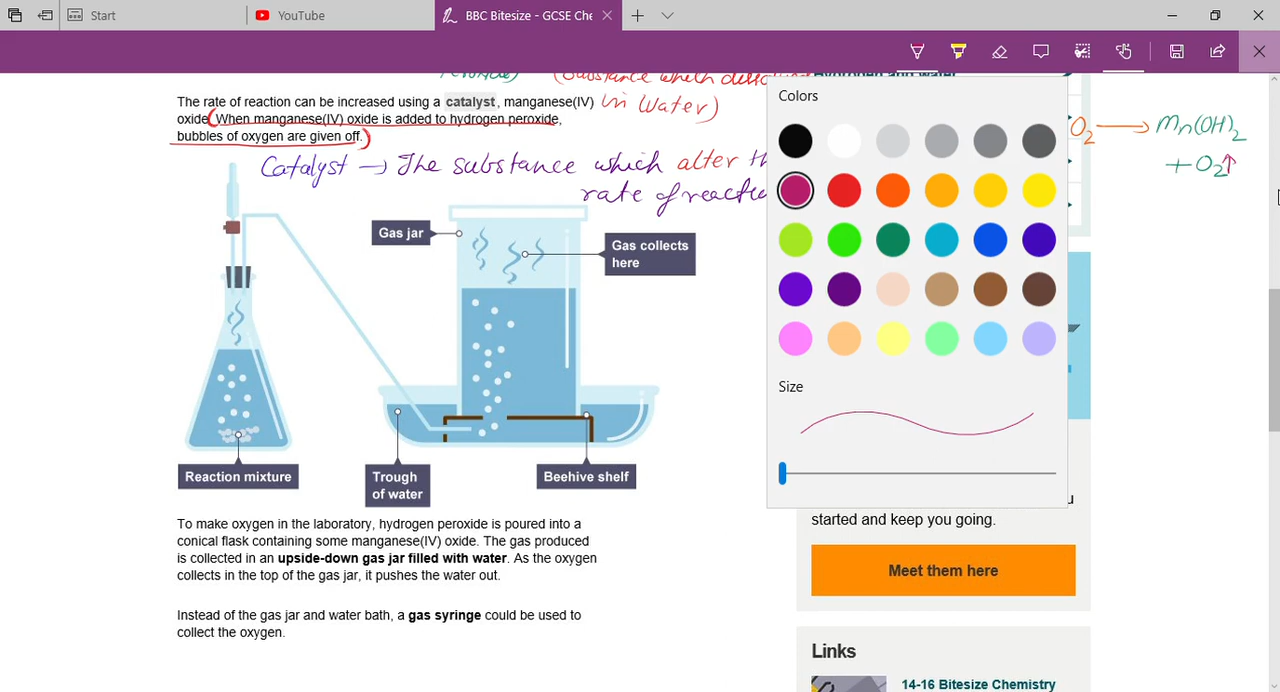 Start
YouTube
BBC Bitesize - GCSE Che
(Substance which dissol
in Water)
The rate of reaction can be increased using a catalyst, manganese(IV)
oxide. (When manganese(IV) oxide is added to hydrogen peroxide,
bubbles of oxygen are given off.)
Catalyst → The substance which alter th
rate of reactio
O2 → Mn(OH)2
+ O2↑
Gas jar
Gas collects
here
Reaction mixture
Trough
of water
Beehive shelf
To make oxygen in the laboratory, hydrogen peroxide is poured into a
conical flask containing some manganese(IV) oxide. The gas produced
is collected in an upside-down gas jar filled with water. As the oxygen
collects in the top of the gas jar, it pushes the water out.
Instead of the gas jar and water bath, a gas syringe could be used to
collect the oxygen.
Colors
Size
started and keep you going.
Meet them here
Links
14-16 Bitesize Chemistry